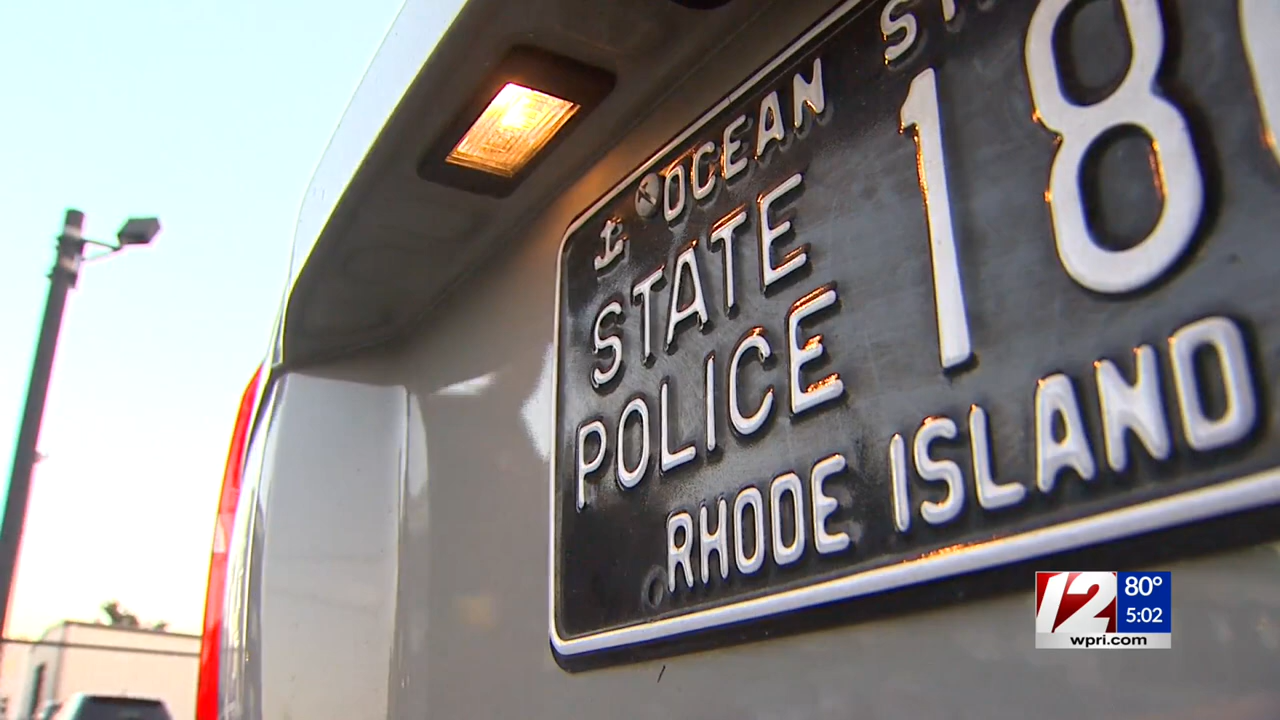 OCEAN ST
STATE
POLICE
18
RHODE ISLAND
12
80°
5:02
wpri.com